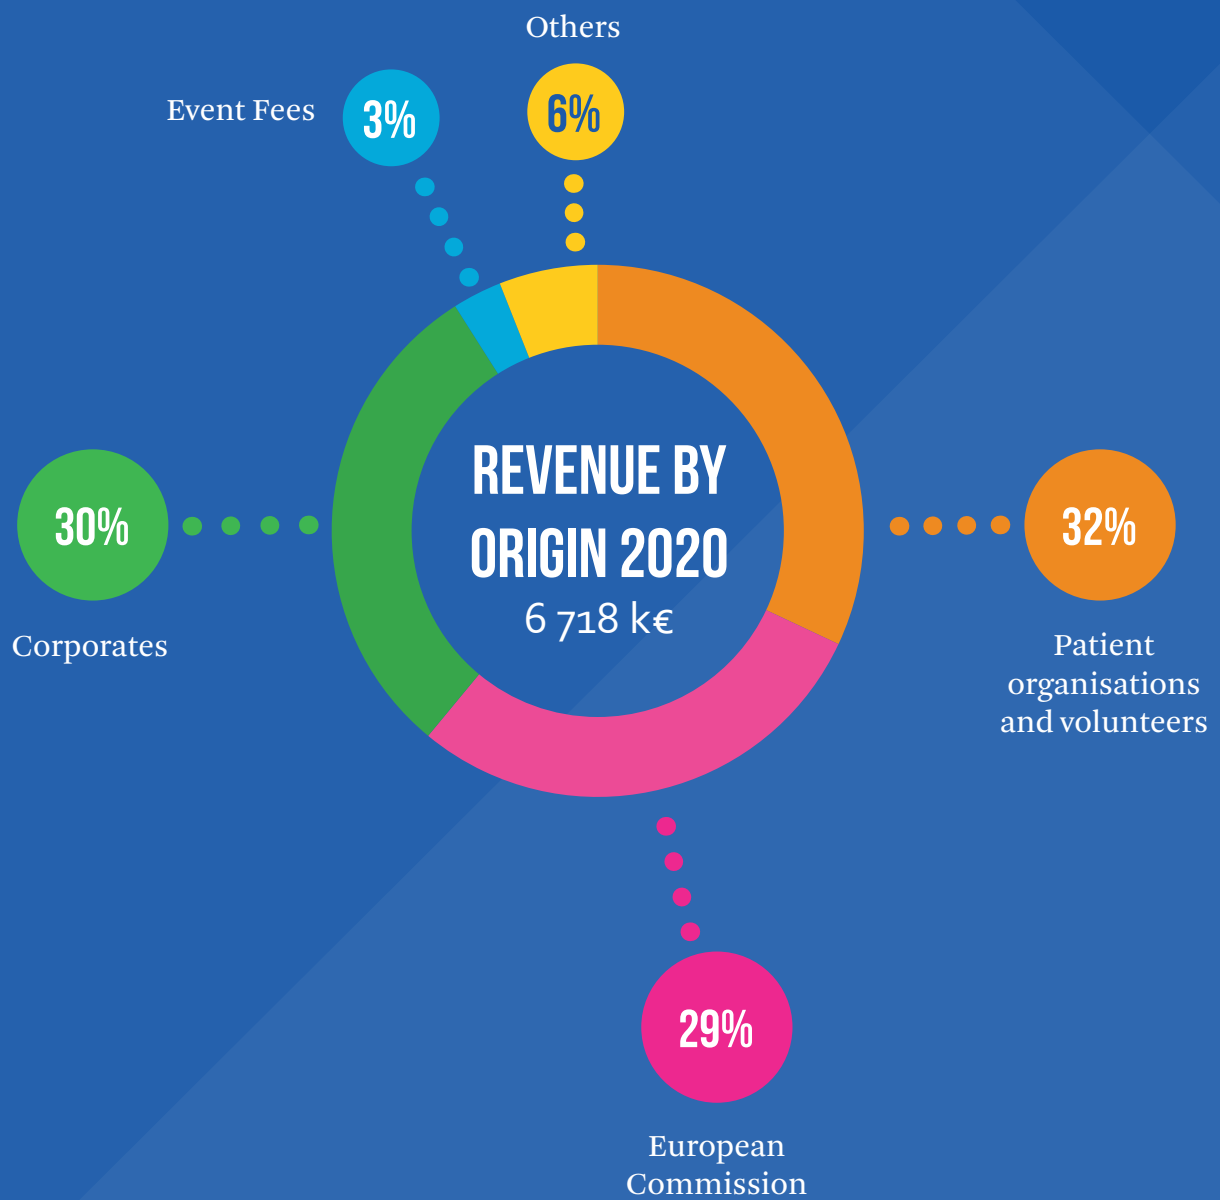 Others
Event Fees
3%
6%
REVENUE BY
ORIGIN 2020
6 718 k€
30%
Corporates
32%
Patient
organisations
and volunteers
29%
European
Commission